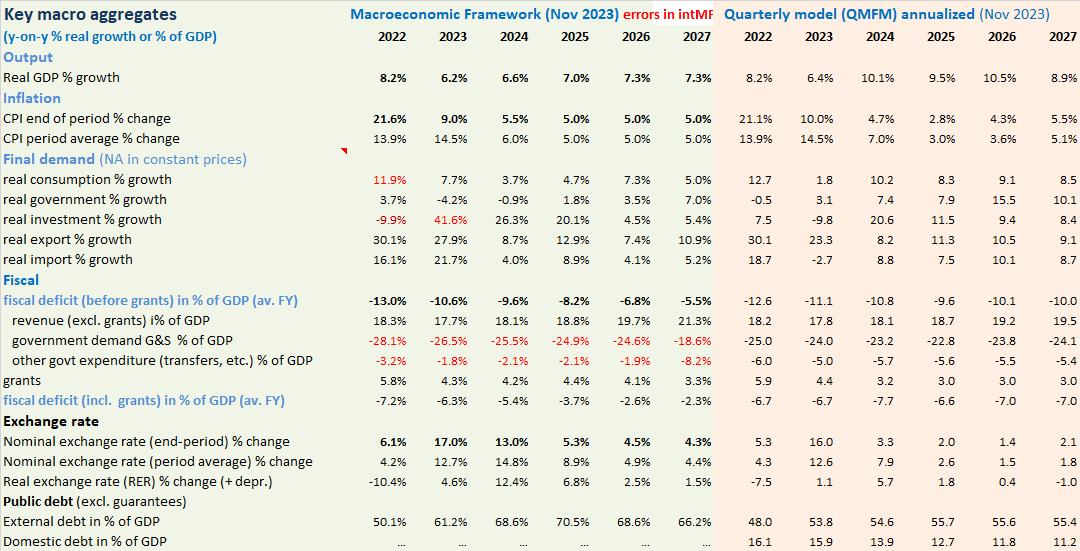 Key macro aggregates Macroeconomic Framework (Nov 2023) errors in intMF Quarterly model (QMFM) annualized (Nov 2023)
(y-on-y % real growth or % of GDP) 2022 2023 2024 2025 2026 2027 2022 2023 2024 2025 2026 2027
Output
Real GDP % growth 8.2% 6.2% 6.6% 7.0% 7.3% 7.3% 8.2% 6.4% 10.1% 9.5% 10.5% 8.9%
Inflation
CPI end of period % change 21.6% 9.0% 5.5% 5.0% 5.0% 5.0% 21.1% 10.0% 4.7% 2.8% 4.3% 5.5%
CPI period average % change 13.9% 14.5% 6.0% 5.0% 5.0% 5.0% 13.9% 14.5% 7.0% 3.0% 3.6% 5.1%
Final demand (NA in constant prices)
real consumption % growth 11.9% 7.7% 3.7% 4.7% 7.3% 5.0% 12.7 1.8 10.2 8.3 9.1 8.5
real government % growth 3.7% -4.2% -0.9% 1.8% 3.5% 7.0% -0.5 3.1 7.4 7.9 15.5 10.1
real investment % growth -9.9% 41.6% 26.3% 20.1% 4.5% 5.4% 7.5 -9.8 20.6 11.5 9.4 8.4
real export % growth 30.1% 27.9% 8.7% 12.9% 7.4% 10.9% 30.1 23.3 8.2 11.3 10.5 9.1
real import % growth 16.1% 21.7% 4.0% 8.9% 4.1% 5.2% 18.7 -2.7 8.8 7.5 10.1 8.7
Fiscal
fiscal deficit (before grants) in % of GDP (av. FY) -13.0% -10.6% -9.6% -8.2% -6.8% -5.5% -12.6 -11.1 -10.8 -9.6 -10.1 -10.0
revenue (excl. grants) i% of GDP 18.3% 17.7% 18.1% 18.8% 19.7% 21.3% 18.2 17.8 18.1 18.7 19.2 19.5
government demand G&S % of GDP -28.1% -26.5% -25.5% -24.9% -24.6% -18.6% -25.0 -24.0 -23.2 -22.8 -23.8 -24.1
other govt expenditure (transfers, etc.) % of GDP -3.2% -1.8% -2.1% -2.1% -1.9% -8.2% -6.0 -5.0 -5.7 -5.6 -5.5 -5.4
grants 5.8% 4.3% 4.2% 4.4% 4.1% 3.3% 5.9 4.4 3.2 3.0 3.0 3.0
fiscal deficit (incl. grants) in % of GDP (av. FY) -7.2% -6.3% -5.4% -3.7% -2.6% -2.3% -6.7 -6.7 -7.7 -6.6 -7.0 -7.0
Exchange rate
Nominal exchange rate (end-period) % change 6.1% 17.0% 13.0% 5.3% 4.5% 4.3% 5.3 16.0 3.3 2.0 1.4 2.1
Nominal exchange rate (period average) % change 4.2% 12.7% 14.8% 8.9% 4.9% 4.4% 4.3 12.6 7.9 2.6 1.5 1.8
Real exchange rate (RER) % change (+ depr.) -10.4% 4.6% 12.4% 6.8% 2.5% 1.5% -7.5 1.1 5.7 1.8 0.4 -1.0
Public debt (excl. guarantees)
External debt in % of GDP 50.1% 61.2% 68.6% 70.5% 68.6% 66.2% 48.0 53.8 54.6 55.7 55.6 55.4
Domestic debt in % of GDP ... ... ... ... ... ... 16.1 15.9 13.9 12.7 11.8 11.2